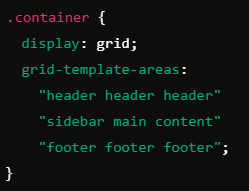 .container {
  display: grid;
  grid-template-areas:
    "header header header"
    "sidebar main content"
    "footer footer footer";
}